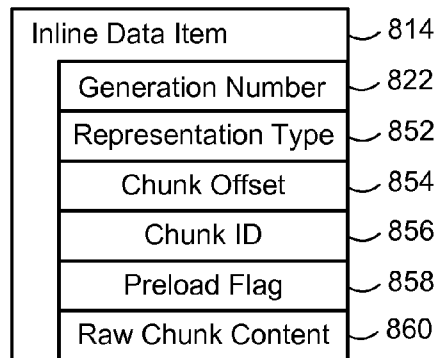 Inline Data Item 814
Generation Number 822
Representation Type 852
Chunk Offset 854
Chunk ID 856
Preload Flag 858
Raw Chunk Content 860